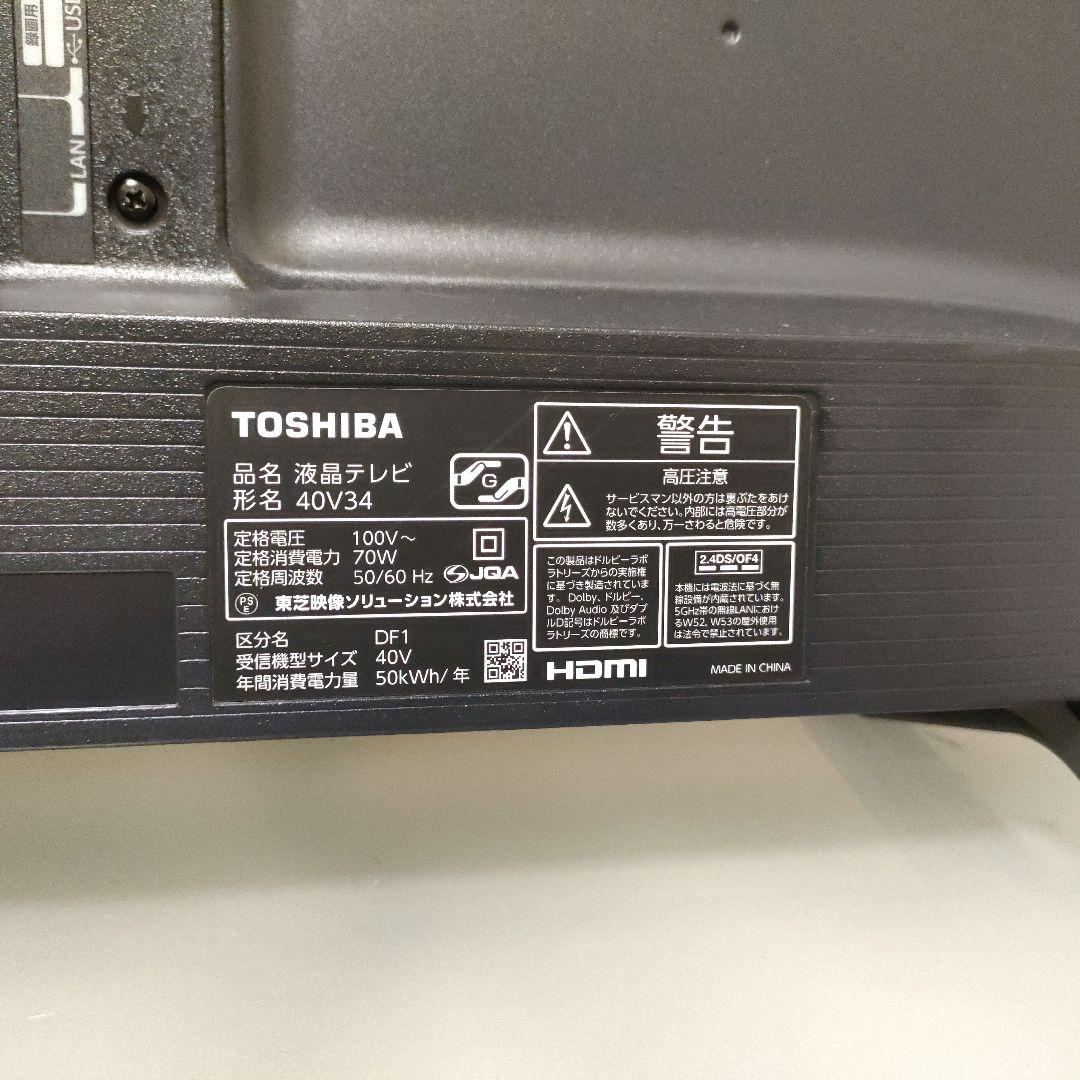 録画用
USB
LAN
TOSHIBA
品名 液晶テレビ
形名 40V34
G
定格電圧 100V～
定格消費電力 70W
定格周波数 50/60 Hz
JQA
PS
E
東芝映像ソリューション株式会社
区分名 DF1
受信機型サイズ 40V
年間消費電力量 50kWh/年
警告
高圧注意
サービスマン以外の方は裏ぶたをあけ
ないでください。内部には高電圧部分が
数多くあり、万一さわると危険です。
この製品はドルビーラボ
ラトリーズからの実施権
に基づき製造されていま
す。Dolby、ドルビー、
Dolby Audio 及びダブ
ルD記号はドルビーラボ
ラトリーズの商標です。
2.4DS/OF4
本機には電波法に基づく無
線設備が内蔵されています。
5GHz帯の無線LANにおけ
るW52、W53の屋外使用
は法令で禁止されています。
HDMI
MADE IN CHINA